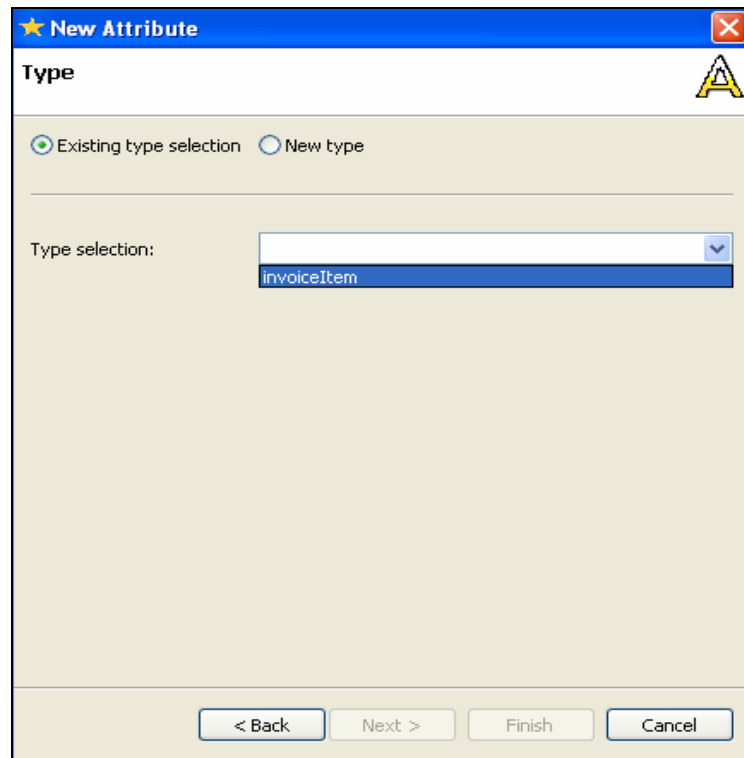 New Attribute
Type
Existing type selection New type
Type selection:
invoiceItem
< Back Next > Finish Cancel